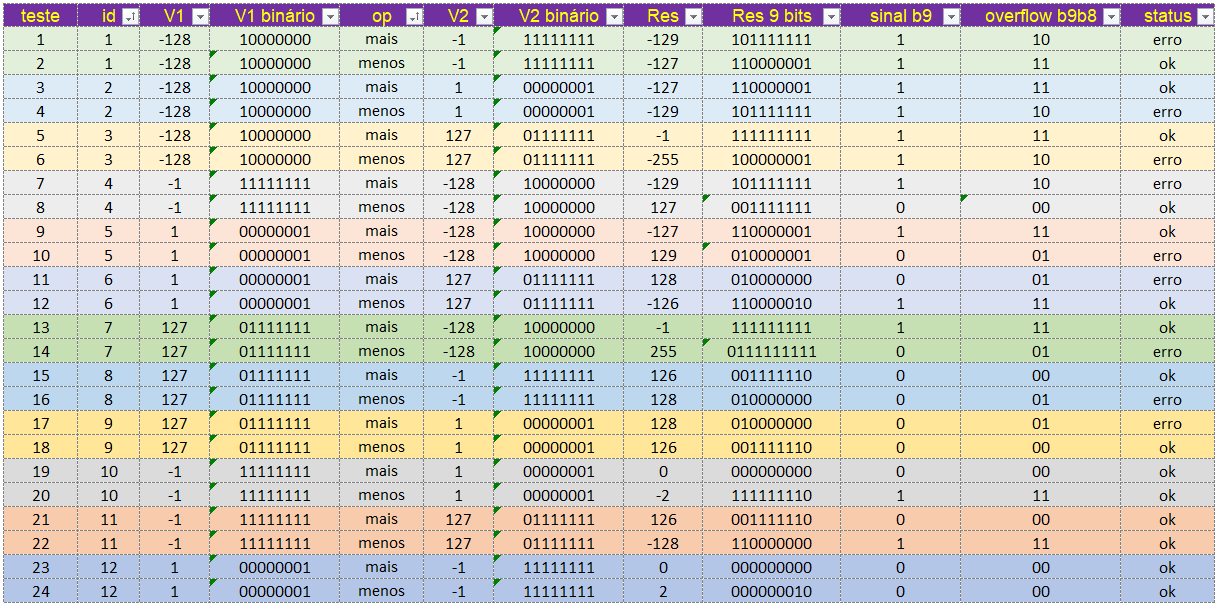 teste id V1 V1 binário op V2 V2 binário Res Res 9 bits sinal b9 overflow b9b8 status
1 1 -128 10000000 mais -1 11111111 -129 101111111 1 10 erro
2 1 -128 10000000 menos -1 11111111 -127 110000001 1 11 ok
3 2 -128 10000000 mais 1 00000001 -127 110000001 1 11 ok
4 2 -128 10000000 menos 1 00000001 -129 101111111 1 10 erro
5 3 -128 10000000 mais 127 01111111 -1 111111111 1 11 ok
6 3 -128 10000000 menos 127 01111111 -255 100000001 1 10 erro
7 4 -1 11111111 mais -128 10000000 -129 101111111 1 10 erro
8 4 -1 11111111 menos -128 10000000 127 001111111 0 00 ok
9 5 1 00000001 mais -128 10000000 -127 110000001 1 11 ok
10 5 1 00000001 menos -128 10000000 129 010000001 0 01 erro
11 6 1 00000001 mais 127 01111111 128 010000000 0 01 erro
12 6 1 00000001 menos 127 01111111 -126 110000010 1 11 ok
13 7 127 01111111 mais -128 10000000 -1 111111111 1 11 ok
14 7 127 01111111 menos -128 10000000 255 0111111111 0 01 erro
15 8 127 01111111 mais -1 11111111 126 001111110 0 00 ok
16 8 127 01111111 menos -1 11111111 128 010000000 0 01 erro
17 9 127 01111111 mais 1 00000001 128 010000000 0 01 erro
18 9 127 01111111 menos 1 00000001 126 001111110 0 00 ok
19 10 -1 11111111 mais 1 00000001 0 000000000 0 00 ok
20 10 -1 11111111 menos 1 00000001 -2 111111110 1 11 ok
21 11 -1 11111111 mais 127 01111111 126 001111110 0 00 ok
22 11 -1 11111111 menos 127 01111111 -128 110000000 1 11 ok
23 12 1 00000001 mais -1 11111111 0 000000000 0 00 ok
24 12 1 00000001 menos -1 11111111 2 000000010 0 00 ok